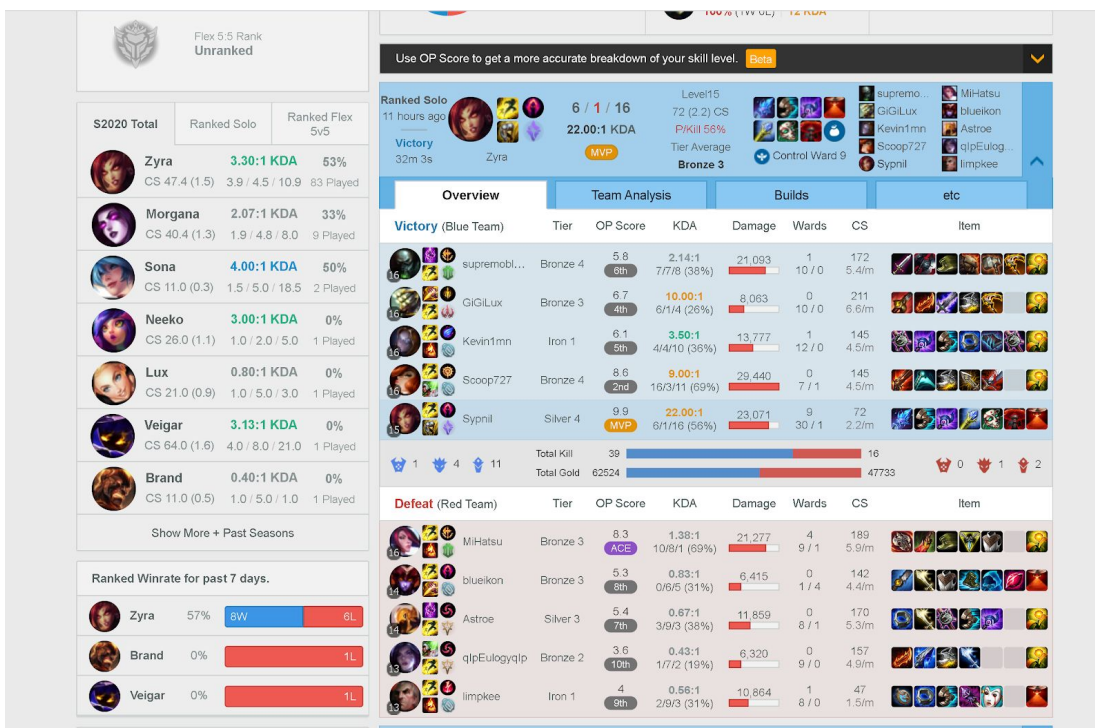 Flex 5:5 Rank
Unranked
100% (1W 0L) 12 KDA
Use OP Score to get a more accurate breakdown of your skill level. Beta
S2020 Total Ranked Solo Ranked Flex 5v5
Zyra 3.30:1 KDA 53%
CS 47.4 (1.5) 3.9 / 4.5 / 10.9 83 Played
Morgana 2.07:1 KDA 33%
CS 40.4 (1.3) 1.9 / 4.8 / 8.0 9 Played
Sona 4.00:1 KDA 50%
CS 11.0 (0.3) 1.5 / 5.0 / 18.5 2 Played
Neeko 3.00:1 KDA 0%
CS 26.0 (1.1) 1.0 / 2.0 / 5.0 1 Played
Lux 0.80:1 KDA 0%
CS 21.0 (0.9) 1.0 / 5.0 / 3.0 1 Played
Veigar 3.13:1 KDA 0%
CS 64.0 (1.6) 4.0 / 8.0 / 21.0 1 Played
Brand 0.40:1 KDA 0%
CS 11.0 (0.5) 1.0 / 5.0 / 1.0 1 Played
Show More + Past Seasons
Ranked Winrate for past 7 days.
Zyra 57% 8W 6L
Brand 0% 1L
Veigar 0% 1L
Ranked Solo
11 hours ago
Victory
32m 3s
Zyra
6 / 1 / 16
22.00:1 KDA
MVP
Level15
72 (2.2) CS
P/Kill 56%
Tier Average
Bronze 3
Control Ward 9
supremo... MiHatsu
GiGiLux blueikon
Kevin1mn Astroe
Scoop727 qlpEulog...
Sypnil limpkee
Overview Team Analysis Builds etc
Victory (Blue Team) Tier OP Score KDA Damage Wards CS Item
16 supremobl... Bronze 4 5.8 6th 2.14:1 7/7/8 (38%) 21,093 1 10 / 0 172 5.4/m
16 GiGiLux Bronze 3 6.7 4th 10.00:1 6/1/4 (26%) 8,063 0 10 / 0 211 6.6/m
16 Kevin1mn Iron 1 6.1 5th 3.50:1 4/4/10 (36%) 13,777 1 12 / 0 145 4.5/m
16 Scoop727 Bronze 4 8.6 2nd 9.00:1 16/3/11 (69%) 29,440 0 7 / 1 145 4.5/m
15 Sypnil Silver 4 9.9 MVP 22.00:1 6/1/16 (56%) 23,071 9 30 / 1 72 2.2/m
1 4 11
Total Kill 39 16
Total Gold 62524 47733
0 1 2
Defeat (Red Team) Tier OP Score KDA Damage Wards CS Item
16 MiHatsu Bronze 3 8.3 ACE 1.38:1 10/8/1 (69%) 21,277 4 9 / 1 189 5.9/m
14 blueikon Bronze 3 5.3 8th 0.83:1 0/6/5 (31%) 6,415 0 1 / 4 142 4.4/m
14 Astroe Silver 3 5.4 7th 0.67:1 3/9/3 (38%) 11,859 0 8 / 1 170 5.3/m
13 qlpEulogyqlp Bronze 2 3.6 10th 0.43:1 1/7/2 (19%) 6,320 0 9 / 0 157 4.9/m
13 limpkee Iron 1 4 9th 0.56:1 2/9/3 (31%) 10,864 1 8 / 0 47 1.5/m